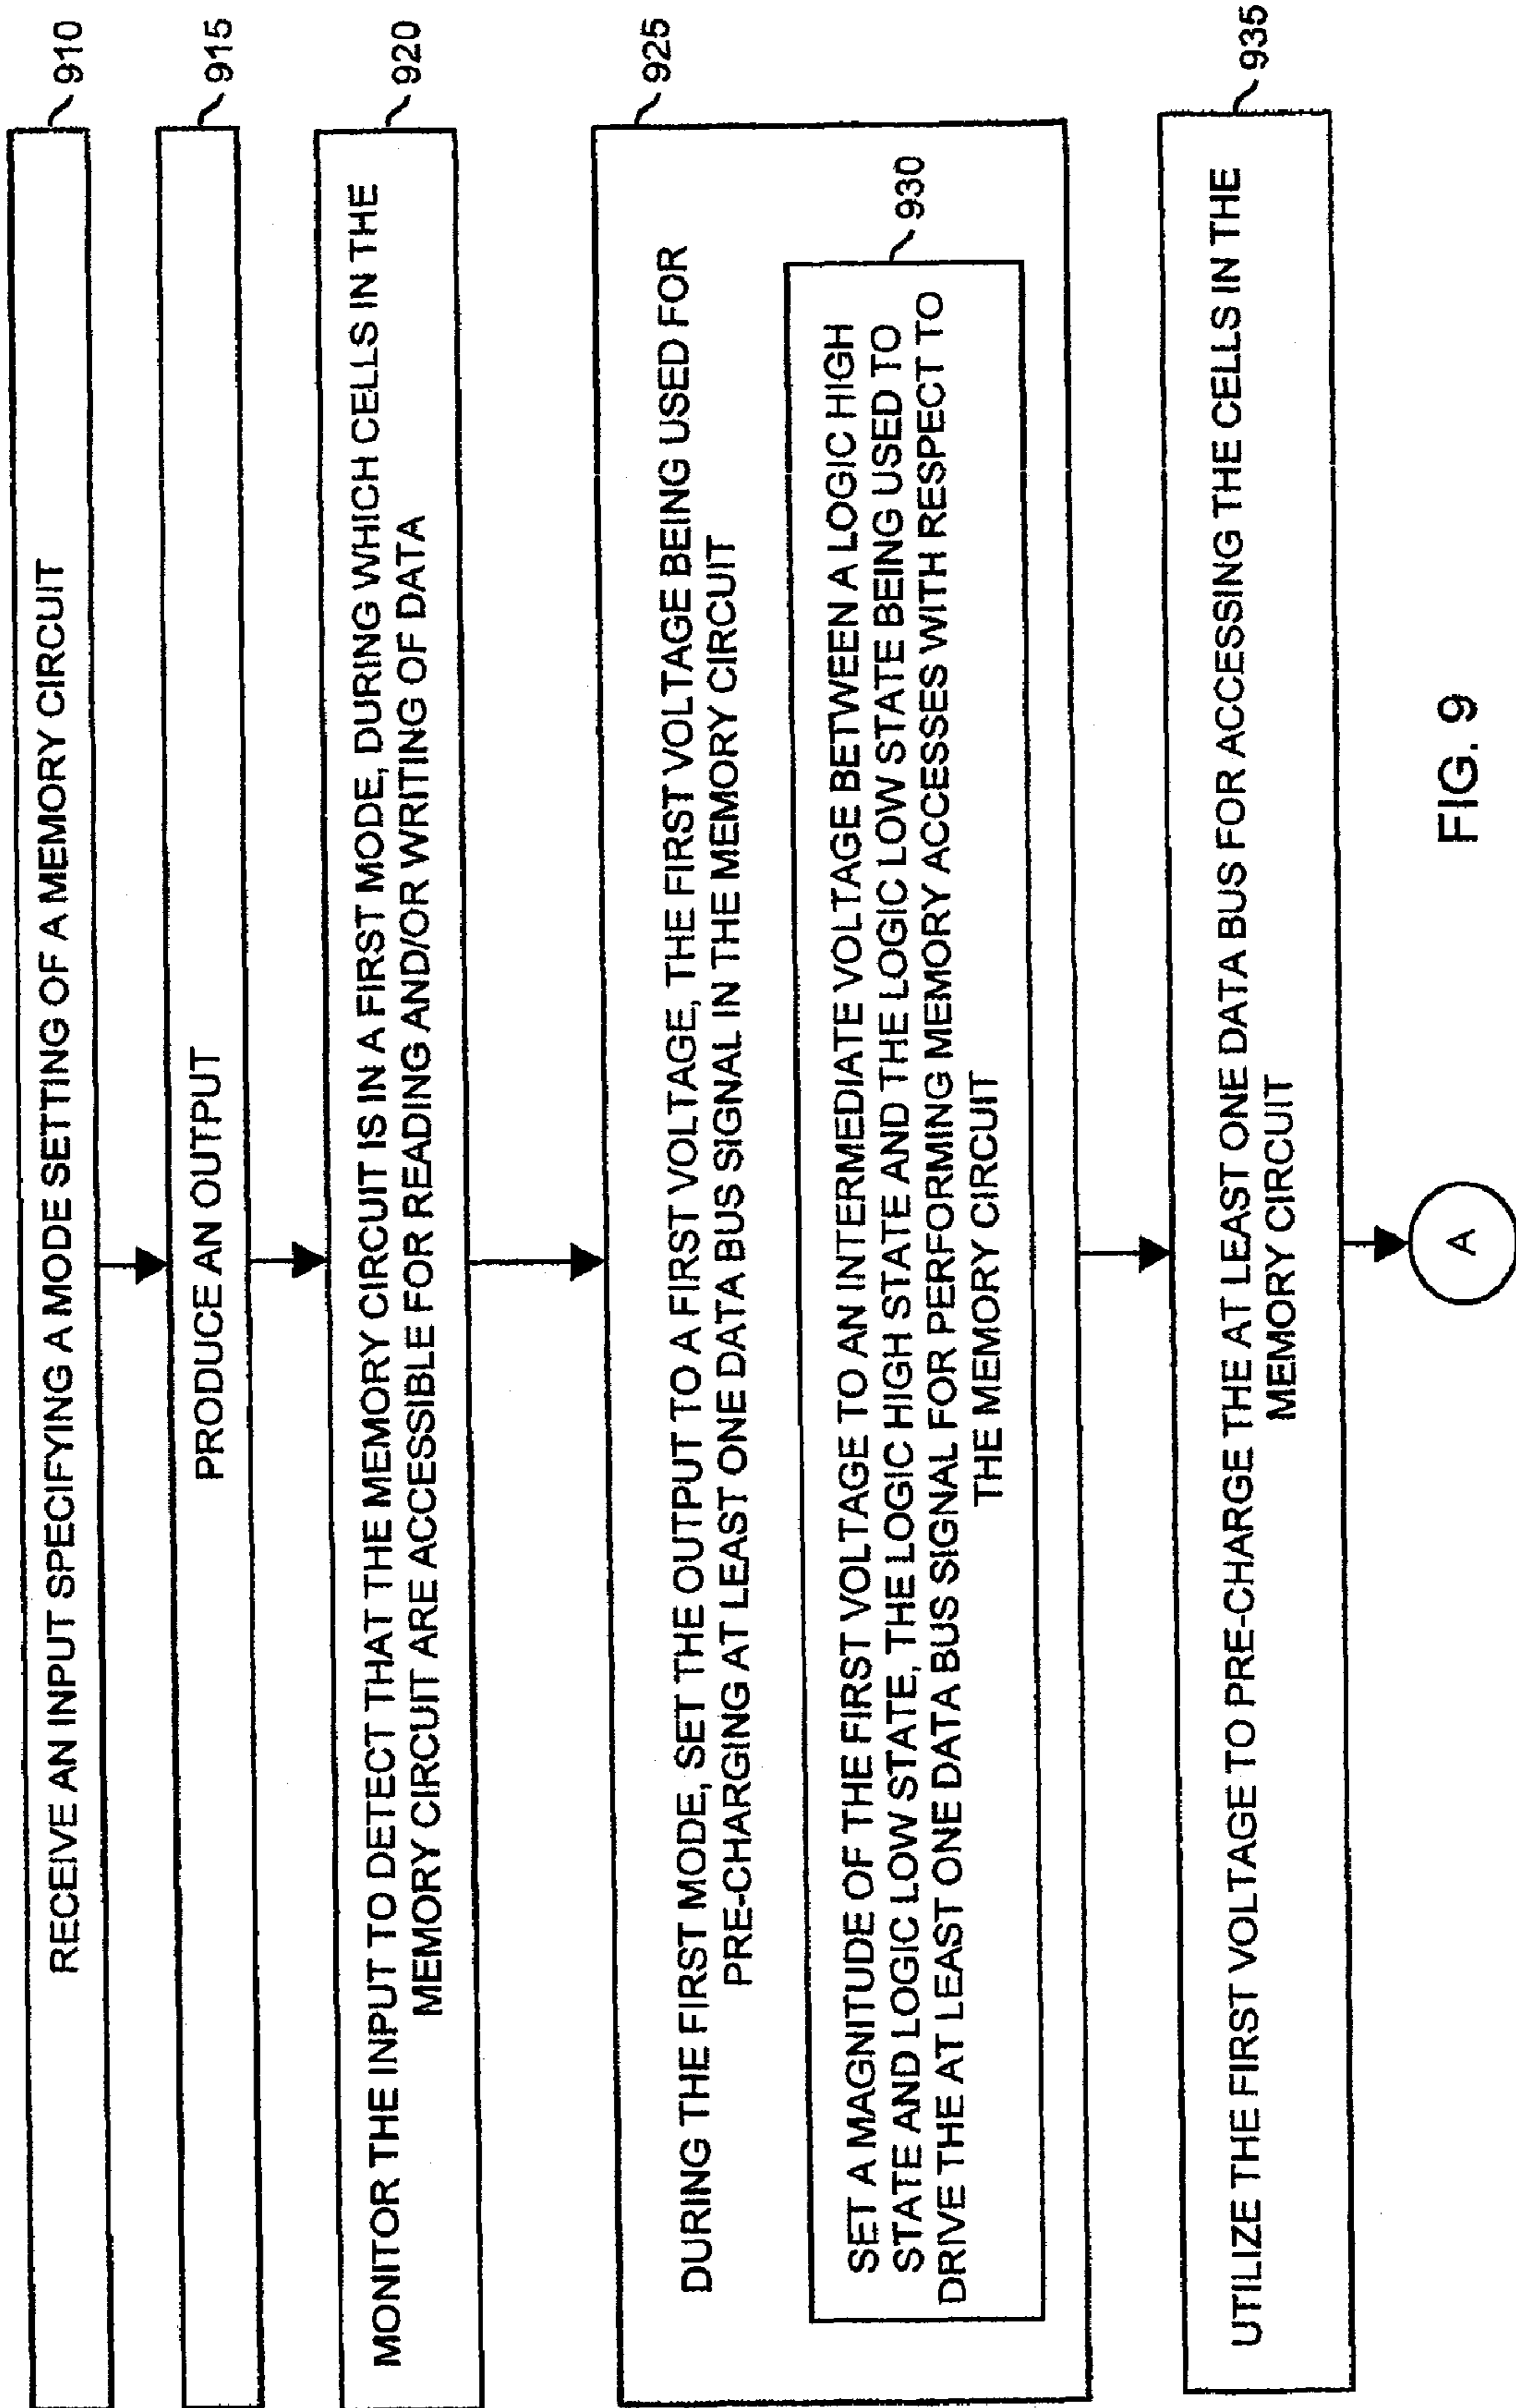 910
RECEIVE AN INPUT SPECIFYING A MODE SETTING OF A MEMORY CIRCUIT
915
PRODUCE AN OUTPUT
920
MONITOR THE INPUT TO DETECT THAT THE MEMORY CIRCUIT IS IN A FIRST MODE, DURING WHICH CELLS IN THE
MEMORY CIRCUIT ARE ACCESSIBLE FOR READING AND/OR WRITING OF DATA
925
DURING THE FIRST MODE, SET THE OUTPUT TO A FIRST VOLTAGE, THE FIRST VOLTAGE BEING USED FOR
PRE-CHARGING AT LEAST ONE DATA BUS SIGNAL IN THE MEMORY CIRCUIT
930
SET A MAGNITUDE OF THE FIRST VOLTAGE TO AN INTERMEDIATE VOLTAGE BETWEEN A LOGIC HIGH
STATE AND LOGIC LOW STATE, THE LOGIC HIGH STATE AND THE LOGIC LOW STATE BEING USED TO
DRIVE THE AT LEAST ONE DATA BUS SIGNAL FOR PERFORMING MEMORY ACCESSES WITH RESPECT TO
THE MEMORY CIRCUIT
935
UTILIZE THE FIRST VOLTAGE TO PRE-CHARGE THE AT LEAST ONE DATA BUS FOR ACCESSING THE CELLS IN THE
MEMORY CIRCUIT
A
FIG. 9